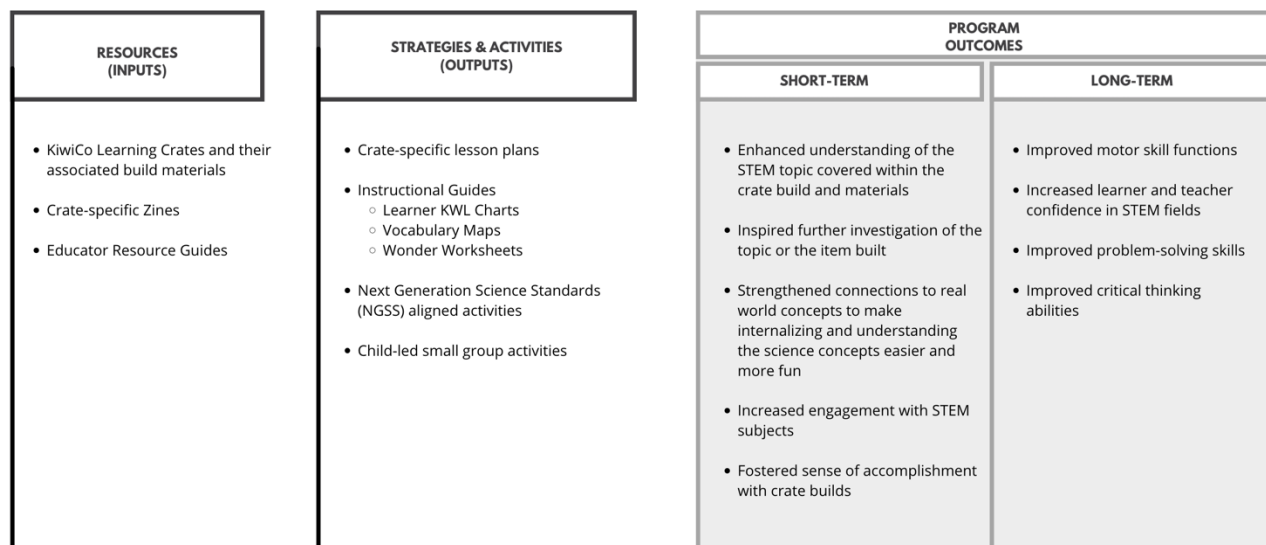 RESOURCES
(INPUTS)
• KiwiCo Learning Crates and their
associated build materials
• Crate-specific Zines
• Educator Resource Guides
STRATEGIES & ACTIVITIES
(OUTPUTS)
• Crate-specific lesson plans
• Instructional Guides
○ Learner KWL Charts
○ Vocabulary Maps
○ Wonder Worksheets
• Next Generation Science Standards
(NGSS) aligned activities
• Child-led small group activities
PROGRAM
OUTCOMES
SHORT-TERM
• Enhanced understanding of the
STEM topic covered within the
crate build and materials
• Inspired further investigation of the
topic or the item built
• Strengthened connections to real
world concepts to make
internalizing and understanding
the science concepts easier and
more fun
• Increased engagement with STEM
subjects
• Fostered sense of accomplishment
with crate builds
LONG-TERM
• Improved motor skill functions
• Increased learner and teacher
confidence in STEM fields
• Improved problem-solving skills
• Improved critical thinking
abilities